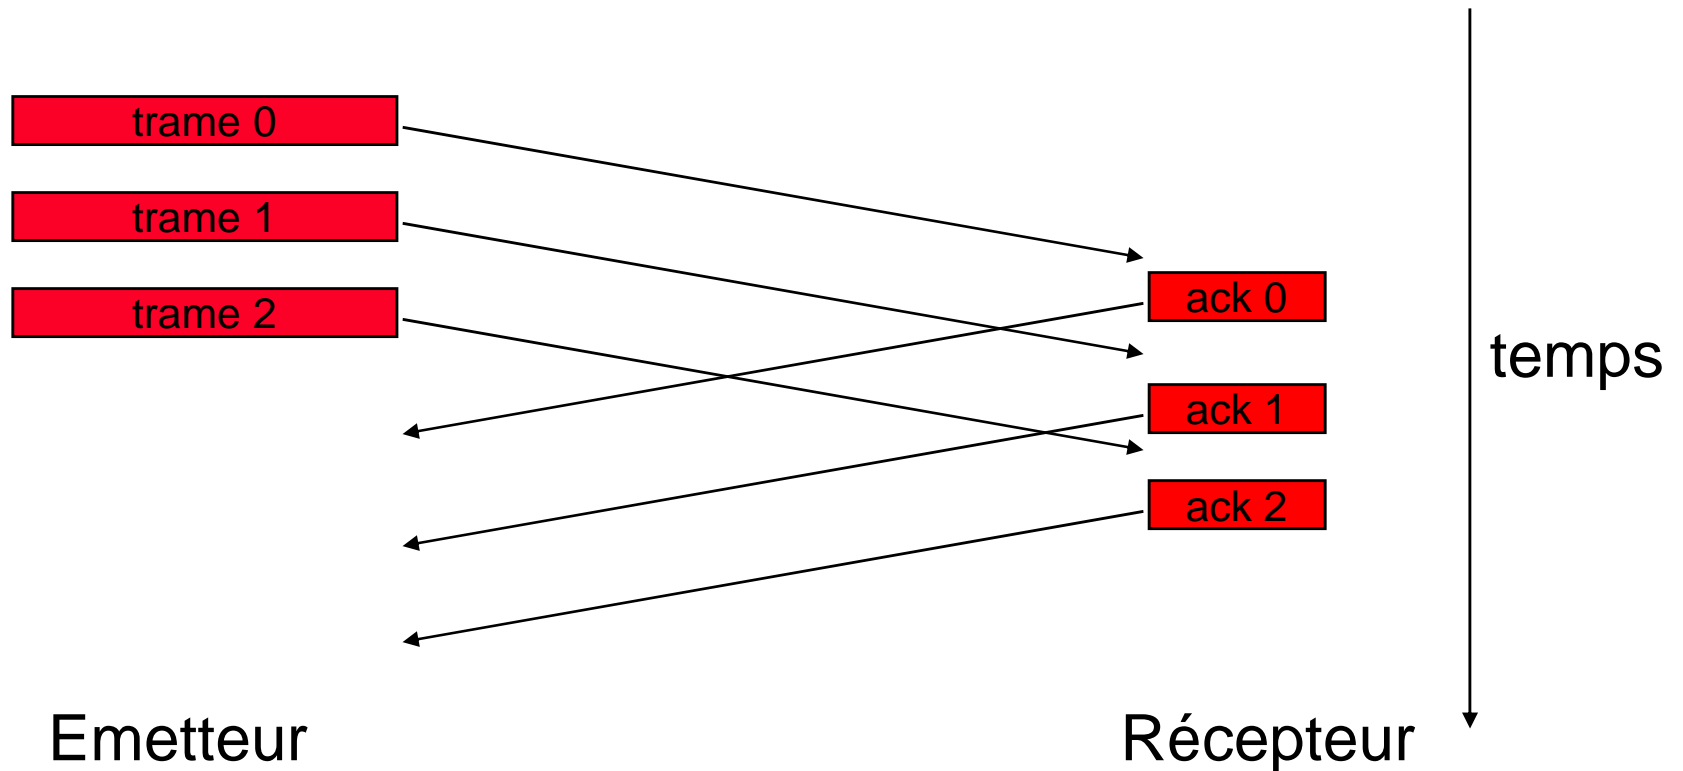 trame 0
trame 1
trame 2
ack 0
ack 1
ack 2
temps
Emetteur
Récepteur